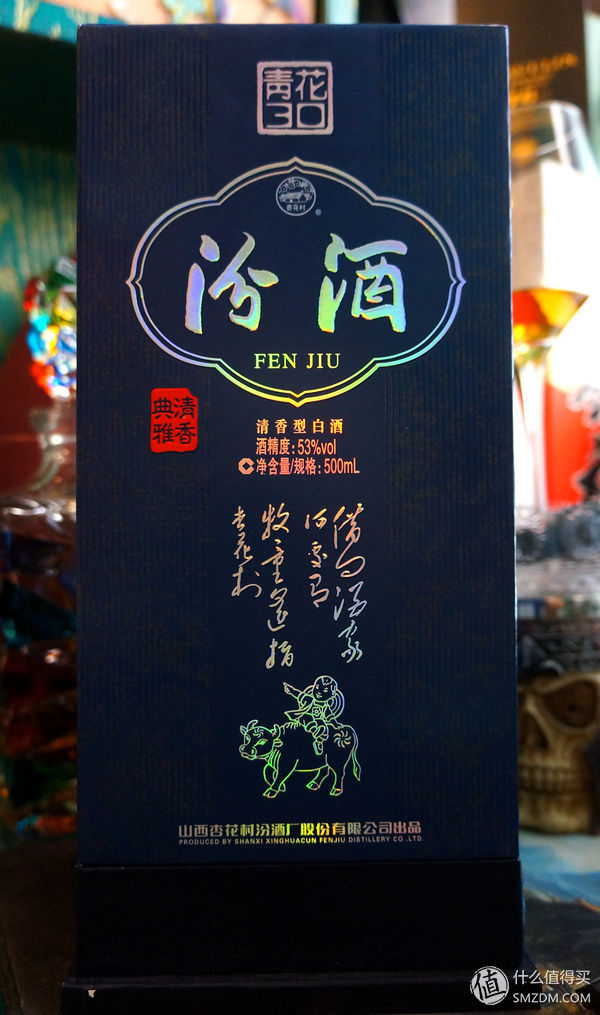 青花
30
杏花村
®
汾酒
FEN JIU
清香
典雅
清香型白酒
酒精度:53%vol
净含量/规格:500mL
借问酒家
何处有
牧童遥指
杏花村
山西杏花村汾酒厂股份有限公司出品
PRODUCED BY SHANXI XINGHUACUN FENJIU DISTILLERY CO.,LTD.
值 什么值得买
SMZDM.COM